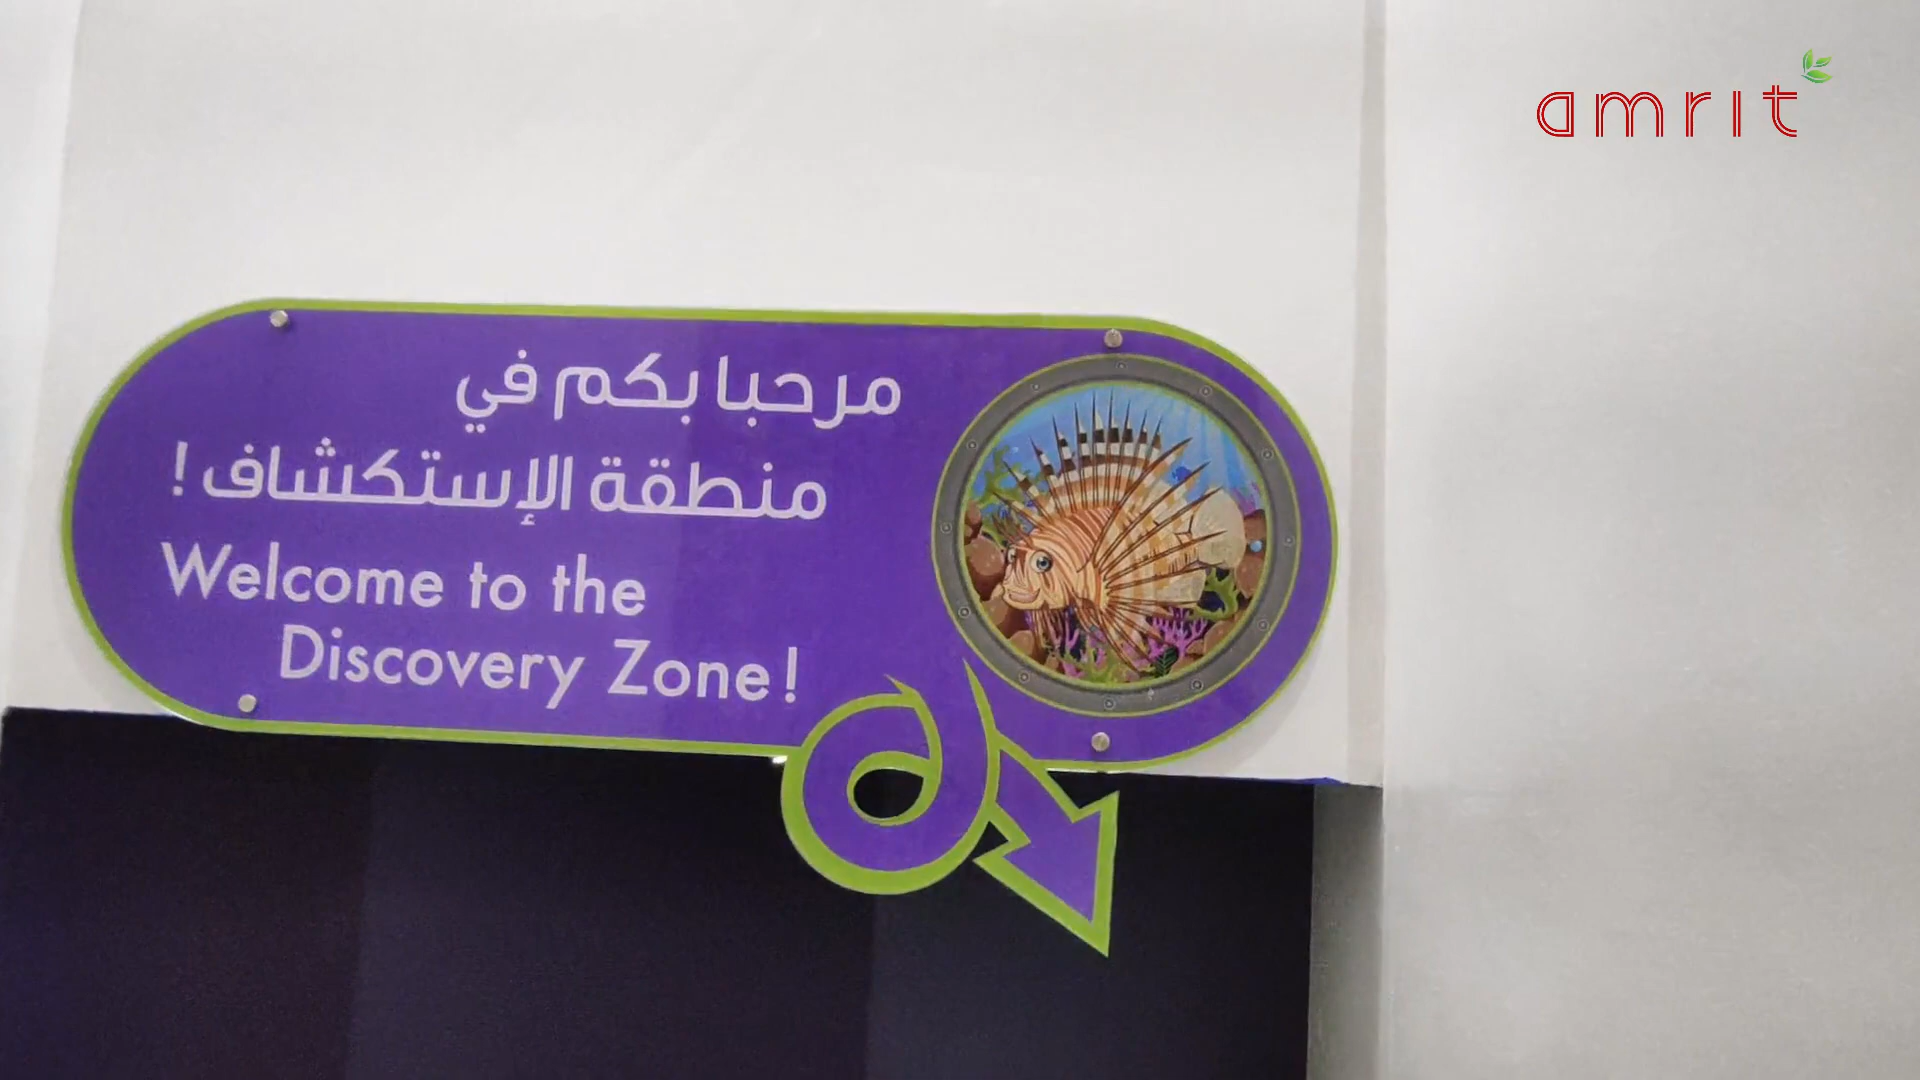 مرحبا بكم في
منطقة الإستكشاف !
Welcome to the
Discovery Zone!
amrit